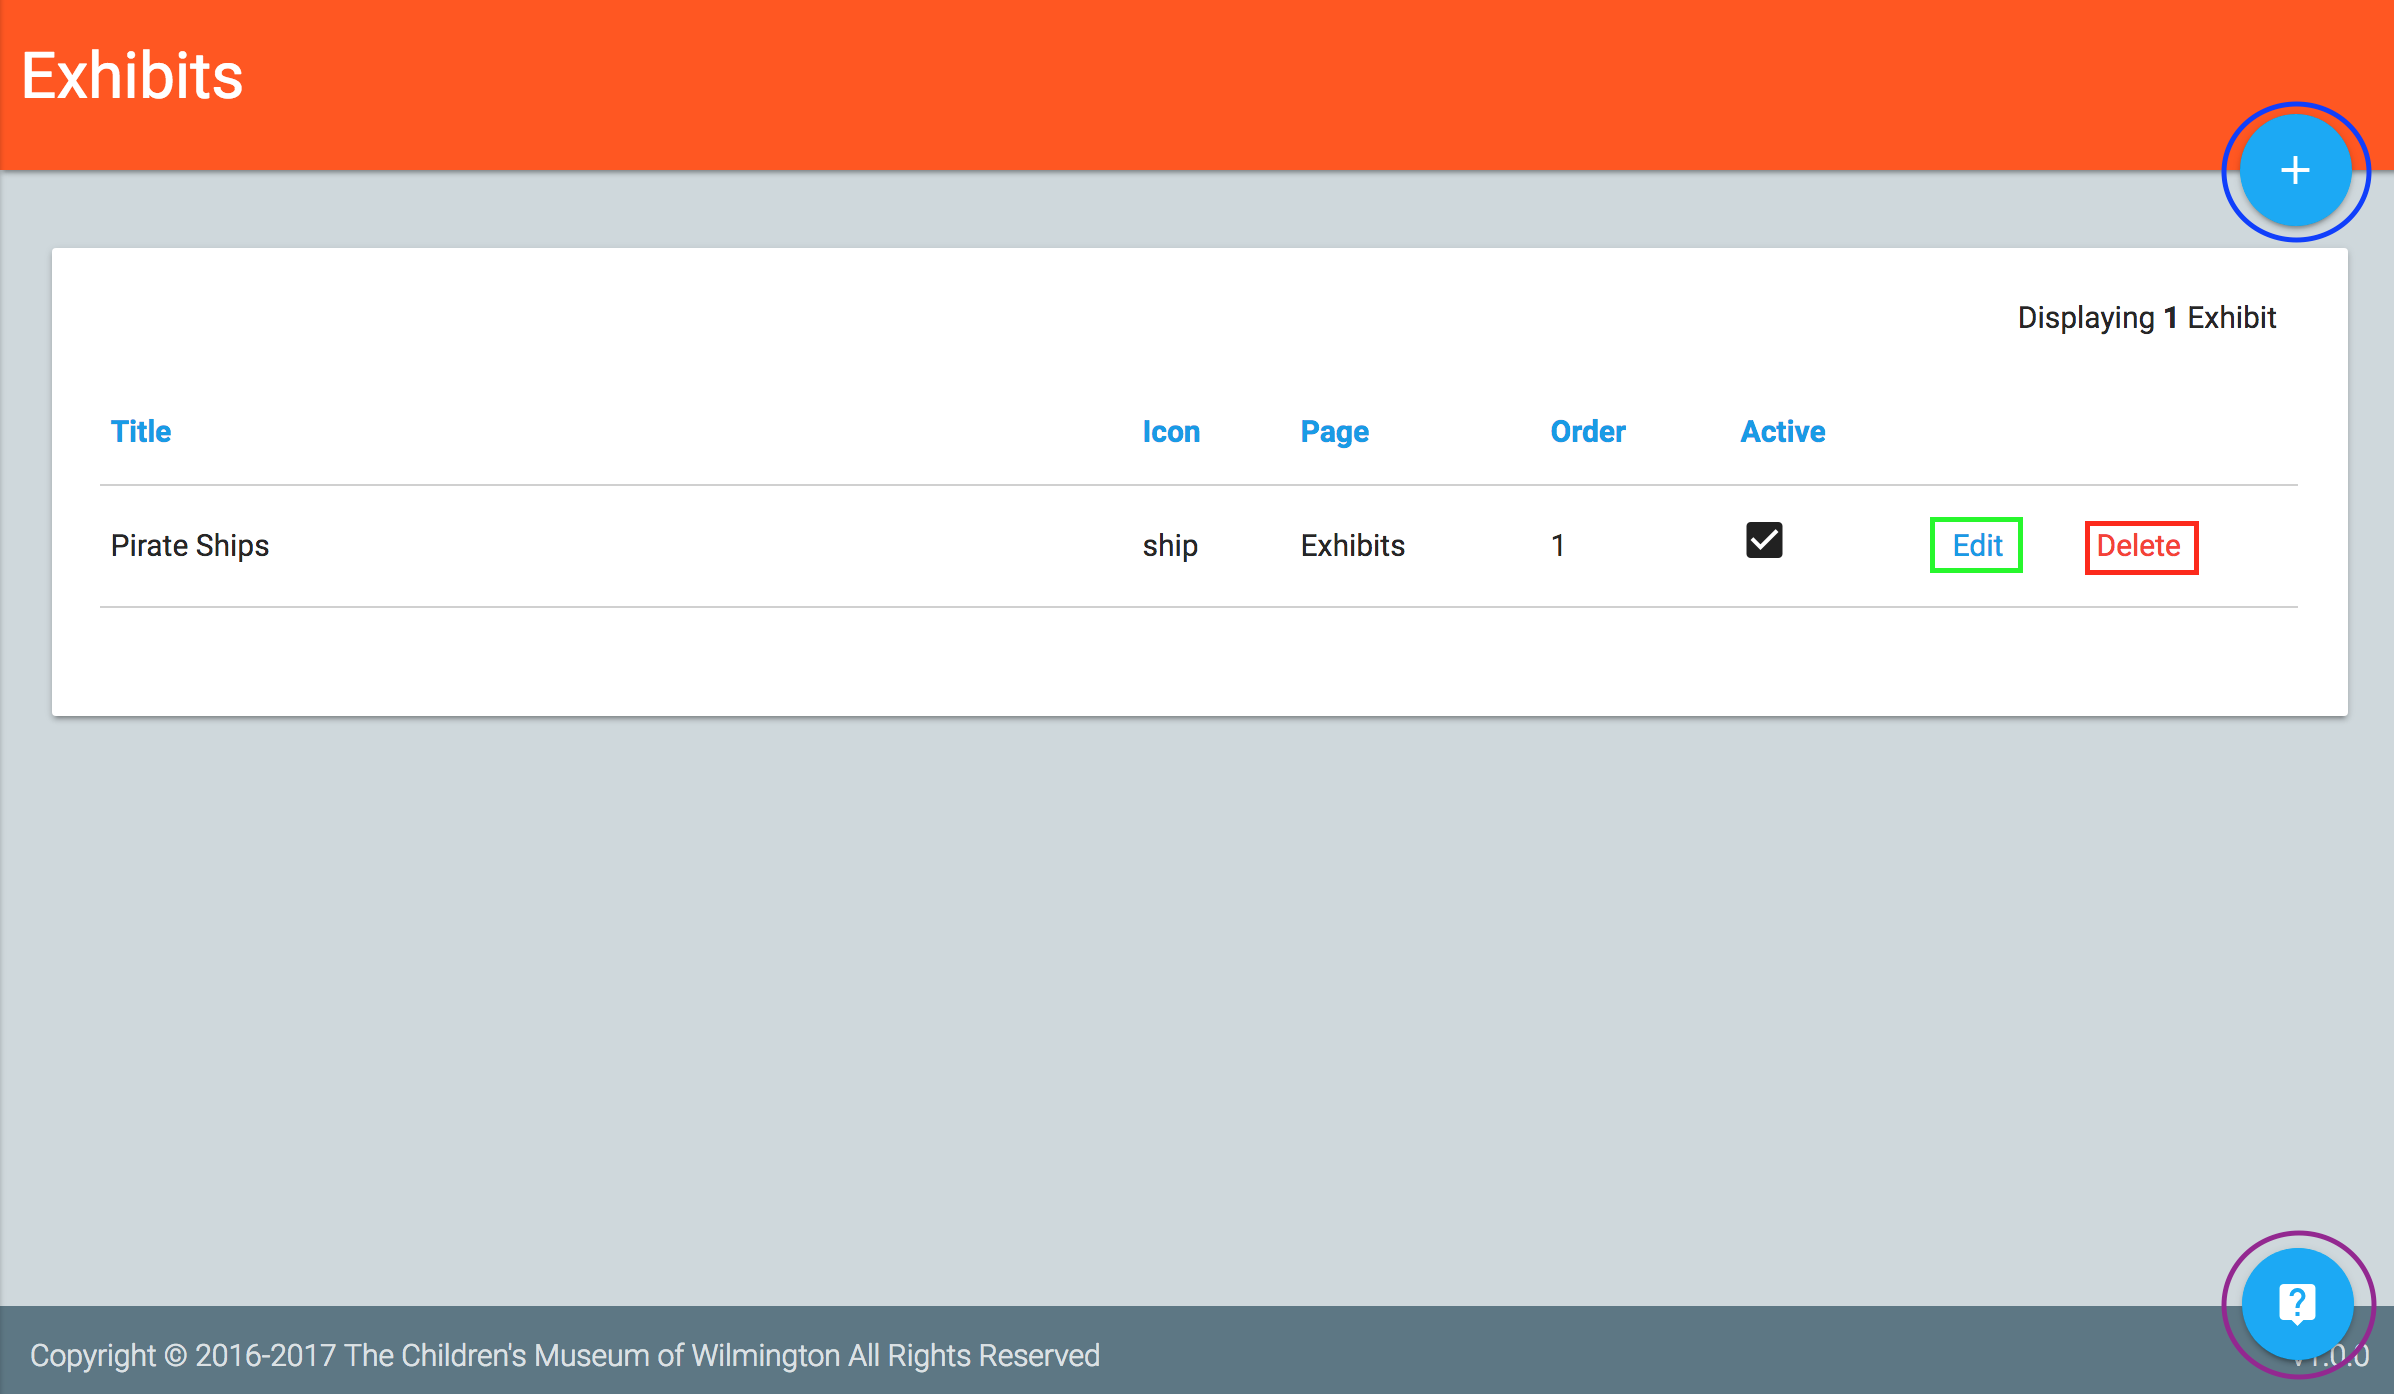 Exhibits
+
Displaying 1 Exhibit
Title Icon Page Order Active
Pirate Ships ship Exhibits 1 Edit Delete
?
Copyright © 2016-2017 The Children's Museum of Wilmington All Rights Reserved v1.0.0